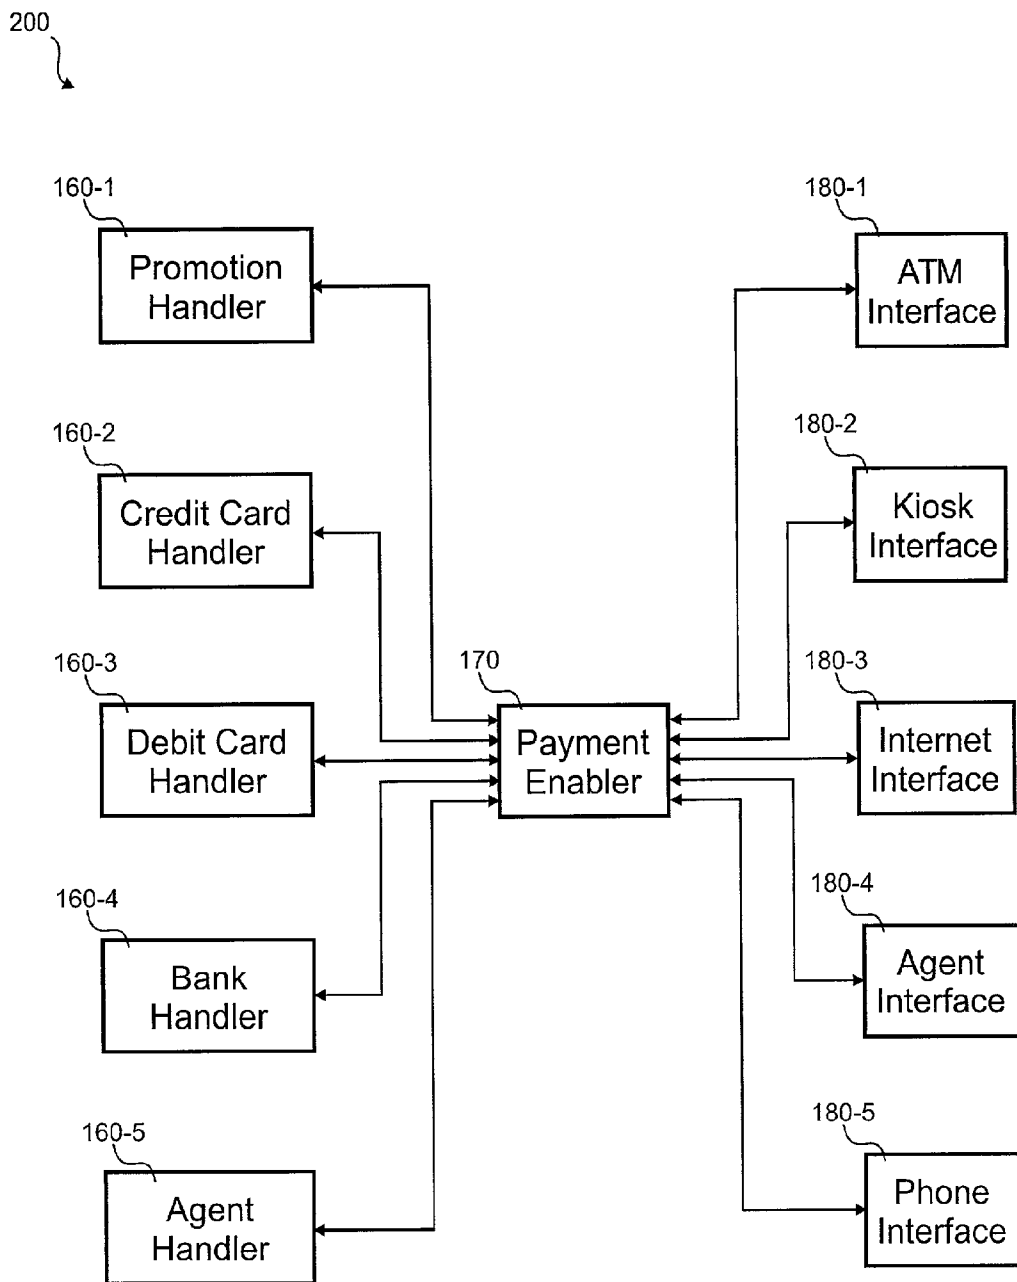 200
160-1
180-1
Promotion
Handler
ATM
Interface
160-2
180-2
Credit Card
Handler
Kiosk
Interface
160-3
170
180-3
Debit Card
Handler
Payment
Enabler
Internet
Interface
160-4
180-4
Bank
Handler
Agent
Interface
160-5
180-5
Agent
Handler
Phone
Interface